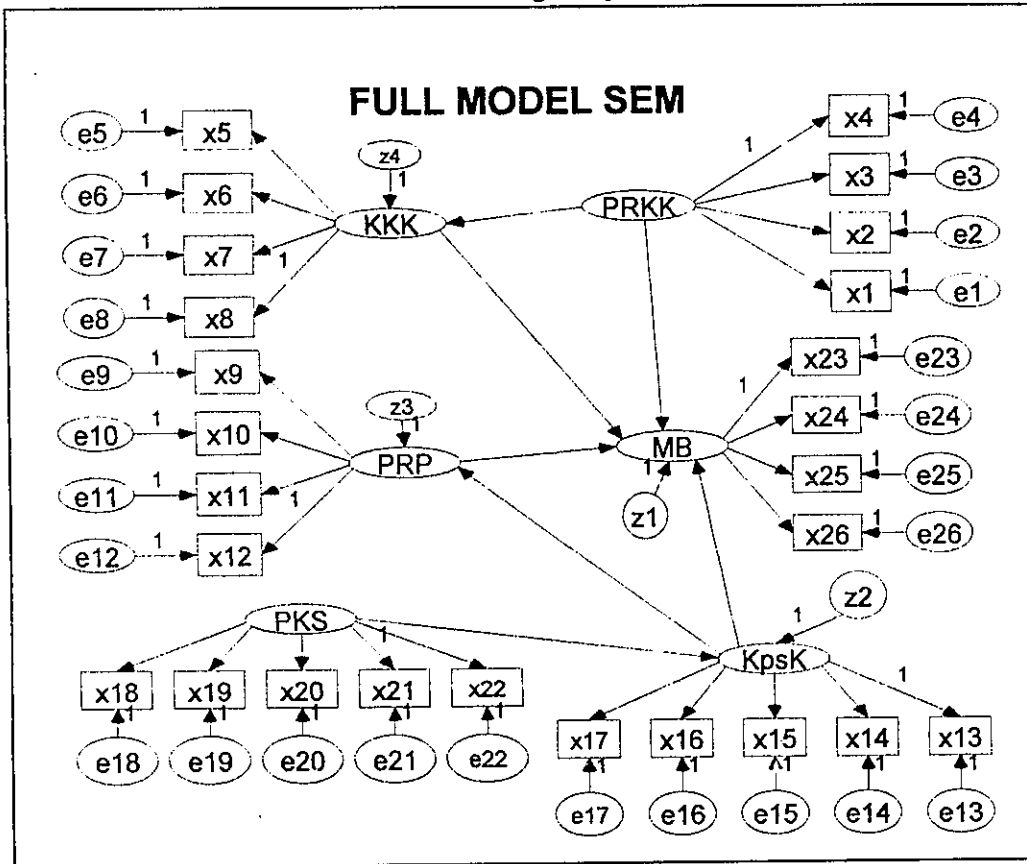 FULL MODEL SEM
e5 1 x5
z4
1
x4 1 e4
1
e6 1 x6
x3 1 e3
KKK
PRKK
e7 1 x7 1
x2 1 e2
e8 1 x8
x1 1 e1
e9 1 x9
x23 1 e23
z3
1
1
e10 1 x10
x24 1 e24
PRP
MB
1
e11 1 x11 1
x25 1 e25
z1
e12 1 x12
x26 1 e26
z2
1
PKS
1
KpsK
x18 x19 x20 x21 x22
1 1 1 1 1
e18 e19 e20 e21 e22
1
x17 x16 x15 x14 x13
1 1 1 1 1
e17 e16 e15 e14 e13